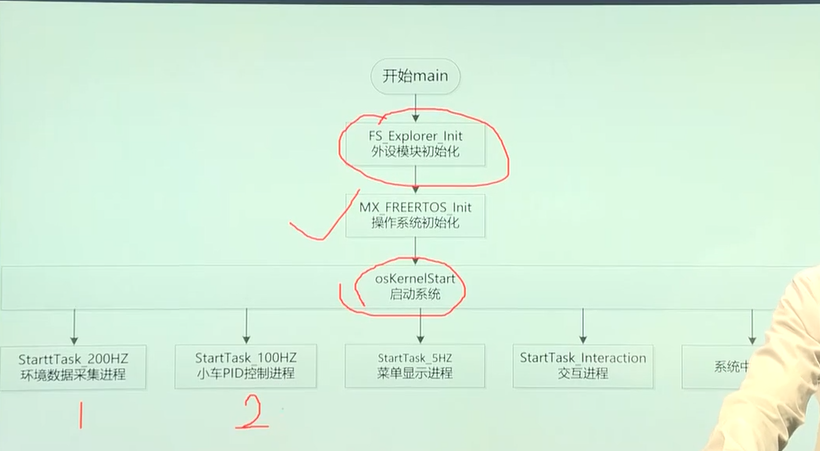 开始main
FS_Explorer_Init
外设模块初始化
MX_FREERTOS_Init
操作系统初始化
osKernelStart
启动系统
StarttTask_200HZ
环境数据采集进程
StartTask_100HZ
小车PID控制进程
StartTask_5HZ
菜单显示进程
StartTask_Interaction
交互进程
系统中
1
2